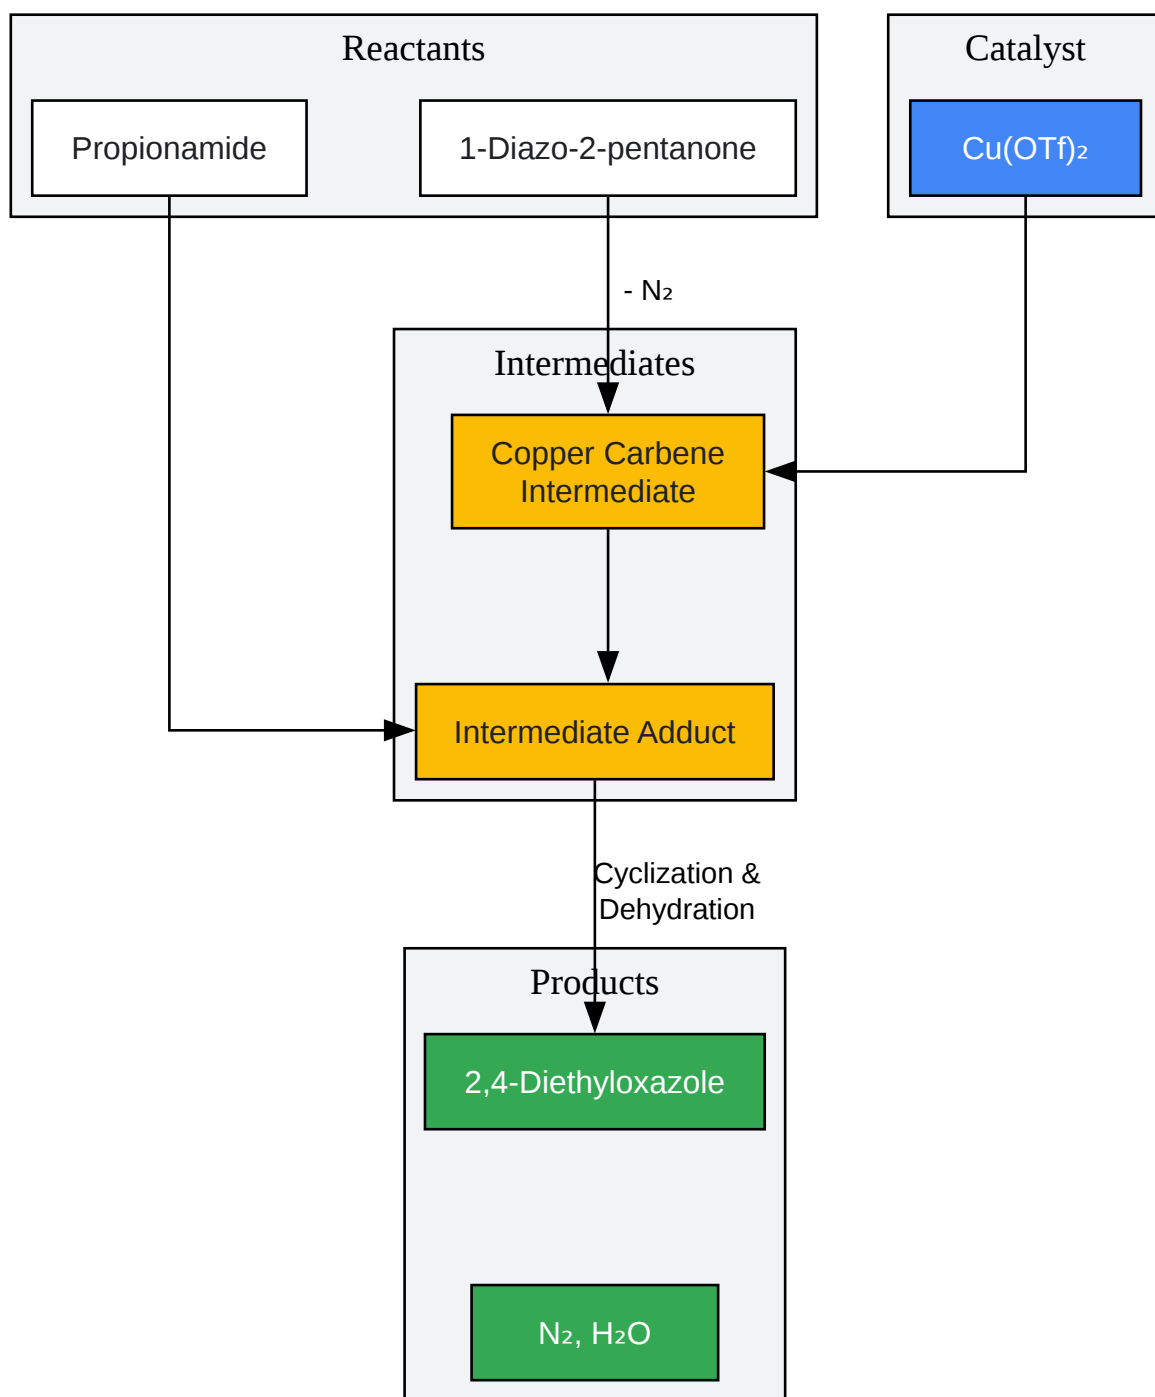 Reactants
Catalyst
Propionamide
1-Diazo-2-pentanone
Cu(OTf)₂
- N₂
Intermediates
Copper Carbene
Intermediate
Intermediate Adduct
Cyclization &
Dehydration
Products
2,4-Diethyloxazole
N₂, H₂O